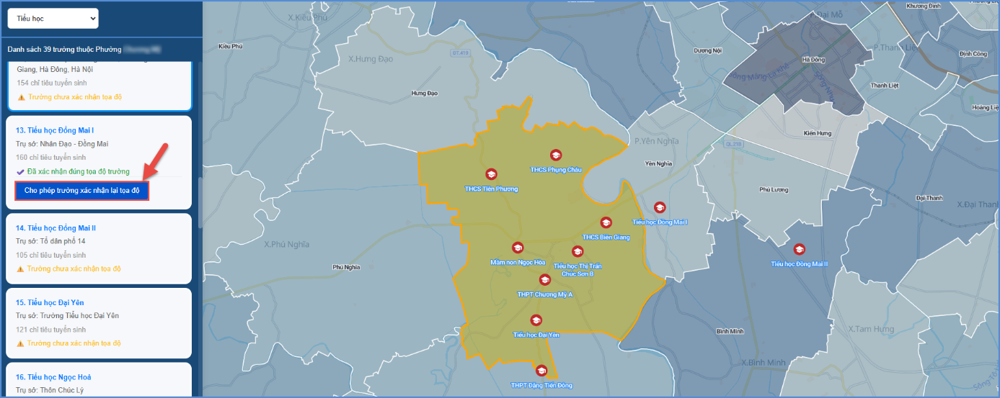 Tiểu học
Danh sách 39 trường thuộc Phường
Giang, Hà Đông, Hà Nội
154 chỉ tiêu tuyển sinh
Trường chưa xác nhận tọa độ
13. Tiểu học Đồng Mai I
Trụ sở: Nhân Đạo - Đồng Mai
160 chỉ tiêu tuyển sinh
Đã xác nhận đúng tọa độ trường
Cho phép trường xác nhận lại tọa độ
14. Tiểu học Đồng Mai II
Trụ sở: Tổ dân phố 14
105 chỉ tiêu tuyển sinh
Trường chưa xác nhận tọa độ
15. Tiểu học Đại Yên
Trụ sở: Trường Tiểu học Đại Yên
121 chỉ tiêu tuyển sinh
Trường chưa xác nhận tọa độ
16. Tiểu học Ngọc Hoà
Trụ sở: Thôn Chúc Lý
X.Kiều Phú
Kiều Phú
ĐT.419
X.Hưng Đạo
Hưng Đạo
P.Đại Mỗ
Khương Đình
Dương Nội
P.Thanh Liệt
Định Công
Hà Đông
Sông Máng La Khê
Sông Nhuệ
Thanh Liệt
Hoàng Liệ
Kiến Hưng
QL.21B
P.Yên Nghĩa
Yên Nghĩa
THCS Phụng Châu
THCS Tiên Phương
Phú Lương
Đại Thanh
X.Đại Thanh
Tiểu học Đồng Mai I
THCS Biên Giang
X.Phú Nghĩa
Phú Nghĩa
Mầm non Ngọc Hòa
Tiểu học Thị Trấn
Chúc Sơn B
Tiểu học Đồng Mai II
THPT Chương Mỹ A
Tiểu học Đại Yên
Bình Minh
X.Tam Hưng
X.Bình Minh
THPT Đặng Tiến Đông